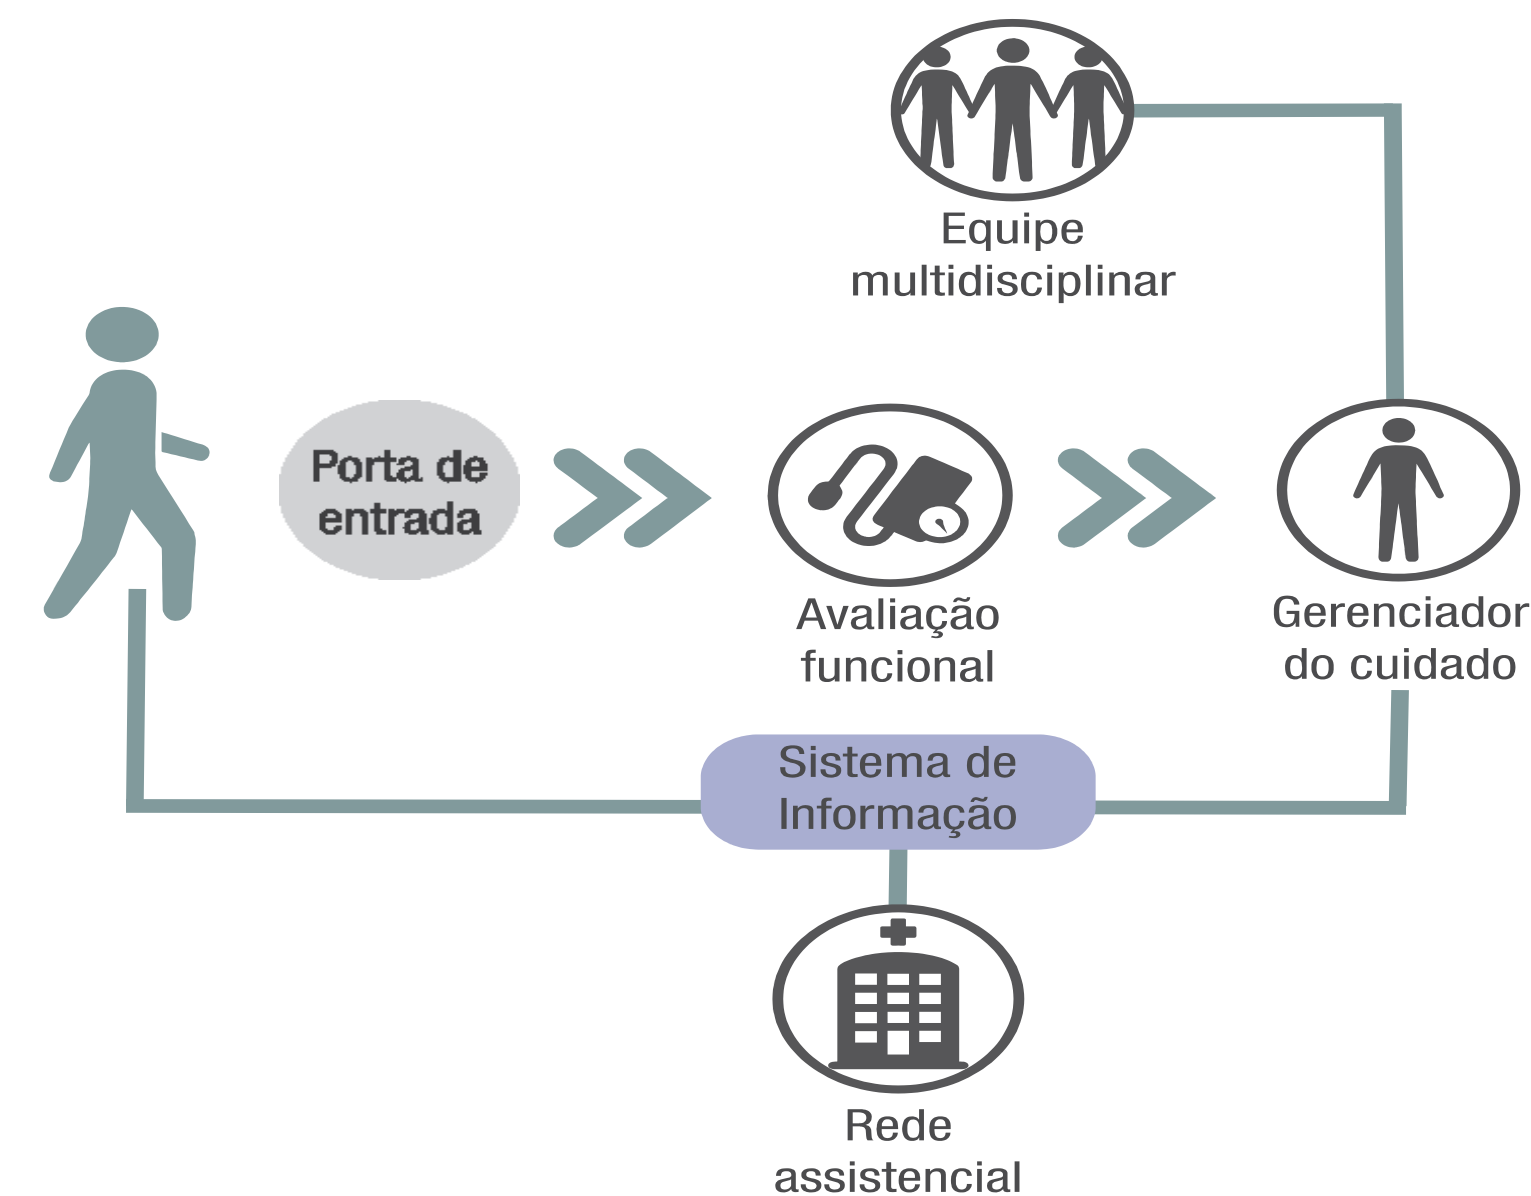 Equipe
multidisciplinar
Porta de
entrada
Avaliação
funcional
Gerenciador
do cuidado
Sistema de
Informação
Rede
assistencial